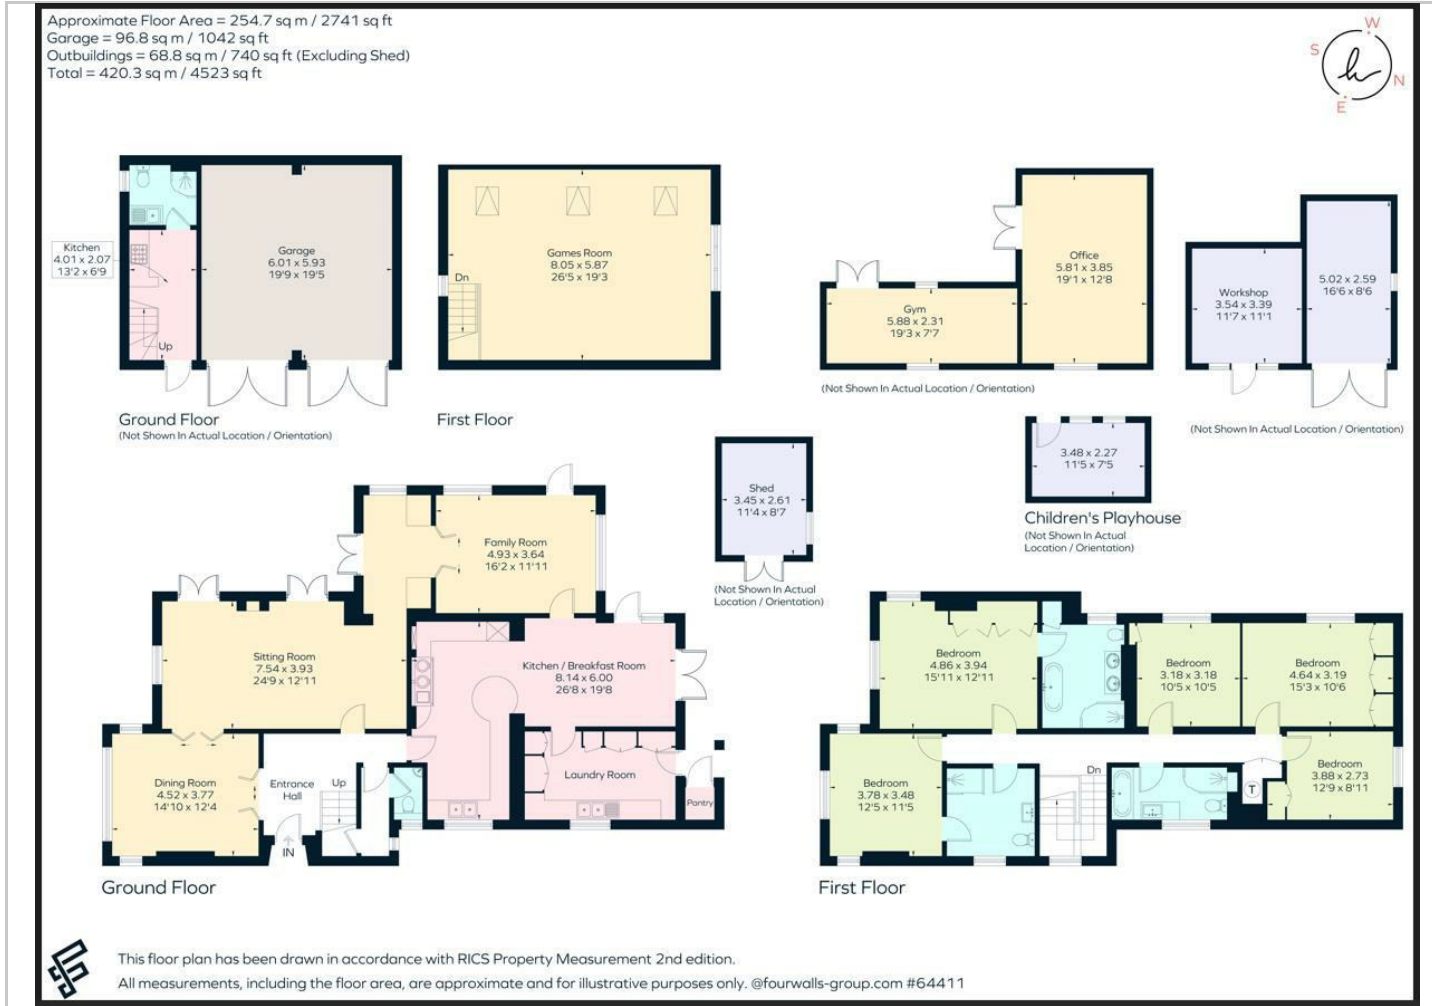 Approximate Floor Area = 254.7 sq m / 2741 sq ft
Garage = 96.8 sq m / 1042 sq ft
Outbuildings = 68.8 sq m / 740 sq ft (Excluding Shed)
Total = 420.3 sq m / 4523 sq ft
W
S
N
E
Kitchen
4.01 x 2.07
13'2 x 6'9
Up
Garage
6.01 x 5.93
19'9 x 19'5
Ground Floor
(Not Shown In Actual Location / Orientation)
Games Room
8.05 x 5.87
26'5 x 19'3
Dn
First Floor
Gym
5.88 x 2.31
19'3 x 7'7
Office
5.81 x 3.85
19'1 x 12'8
(Not Shown In Actual Location / Orientation)
Workshop
3.54 x 3.39
11'7 x 11'1
5.02 x 2.59
16'6 x 8'6
(Not Shown In Actual Location / Orientation)
3.48 x 2.27
11'5 x 7'5
Children's Playhouse
(Not Shown In Actual
Location / Orientation)
Shed
3.45 x 2.61
11'4 x 8'7
(Not Shown In Actual
Location / Orientation)
Family Room
4.93 x 3.64
16'2 x 11'11
Sitting Room
7.54 x 3.93
24'9 x 12'11
Kitchen / Breakfast Room
8.14 x 6.00
26'8 x 19'8
Dining Room
4.52 x 3.77
14'10 x 12'4
Entrance
Hall
Up
IN
Laundry Room
Pantry
Ground Floor
Bedroom
4.86 x 3.94
15'11 x 12'11
Bedroom
3.18 x 3.18
10'5 x 10'5
Bedroom
4.64 x 3.19
15'3 x 10'6
Bedroom
3.78 x 3.48
12'5 x 11'5
Dn
T
Bedroom
3.88 x 2.73
12'9 x 8'11
First Floor
This floor plan has been drawn in accordance with RICS Property Measurement 2nd edition.
All measurements, including the floor area, are approximate and for illustrative purposes only. @fourwalls-group.com #64411